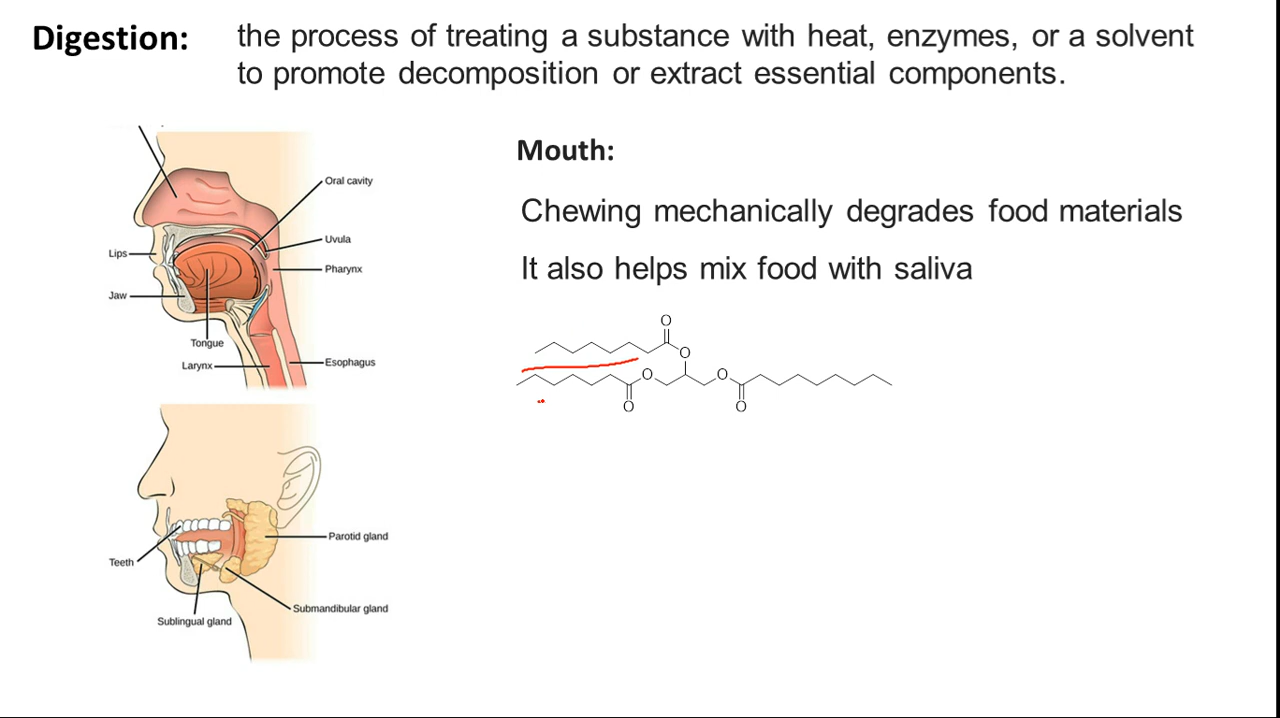 Digestion:
the process of treating a substance with heat, enzymes, or a solvent
to promote decomposition or extract essential components.
Oral cavity
Uvula
Lips
Pharynx
Jaw
Tongue
Larynx
Esophagus
Mouth:
Chewing mechanically degrades food materials
It also helps mix food with saliva
O
O
O
O
O
O
Parotid gland
Teeth
Submandibular gland
Sublingual gland